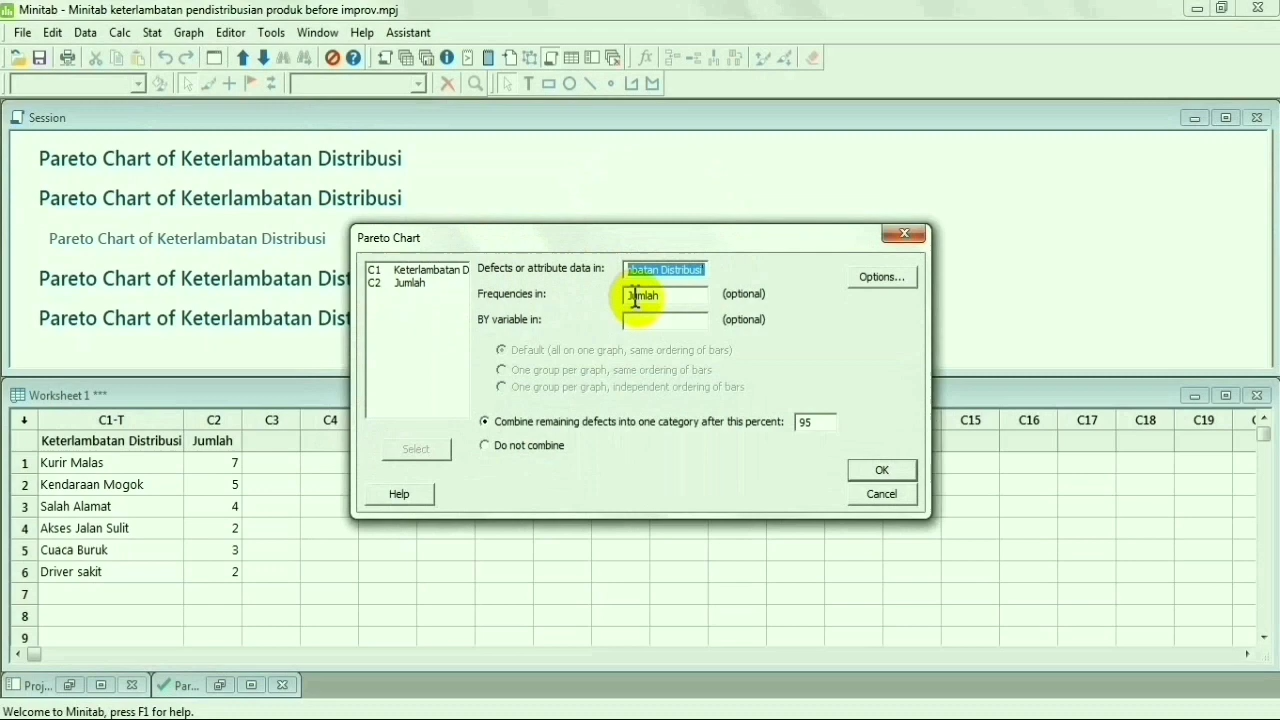 Minitab - Minitab keterlambatan pendistribusian produk before improv.mpj
File Edit Data Calc Stat Graph Editor Tools Window Help Assistant
Session
Pareto Chart of Keterlambatan Distribusi
Pareto Chart of Keterlambatan Distribusi
Pareto Chart of Keterlambatan Distribusi
Pareto Chart of Keterlambatan Dist
Pareto Chart of Keterlambatan Dist
Pareto Chart
C1 Keterlambatan D
C2 Jumlah
Defects or attribute data in: mbatan Distribusi'
Frequencies in: Jumlah (optional)
BY variable in: (optional)
Options...
Default (all on one graph, same ordering of bars)
One group per graph, same ordering of bars
One group per graph, independent ordering of bars
Combine remaining defects into one category after this percent: 95
Do not combine
Select
OK
Help
Cancel
Worksheet 1 ***
C1-T C2 C3 C4 C15 C16 C17 C18 C19
Keterlambatan Distribusi Jumlah
1 Kurir Malas 7
2 Kendaraan Mogok 5
3 Salah Alamat 4
4 Akses Jalan Sulit 2
5 Cuaca Buruk 3
6 Driver sakit 2
7
8
9
Proj... Par...
Welcome to Minitab, press F1 for help.